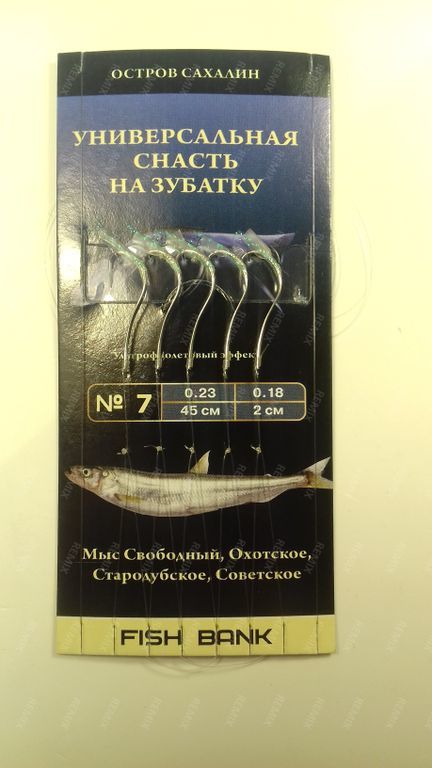 ОСТРОВ САХАЛИН
УНИВЕРСАЛЬНАЯ
СНАСТЬ
НА ЗУБАТКУ
Ультрафиолетовый эффект
№ 7
0.23 0.18
45 см 2 см
Мыс Свободный, Охотское,
Стародубское, Советское
FISH BANK
REMIX